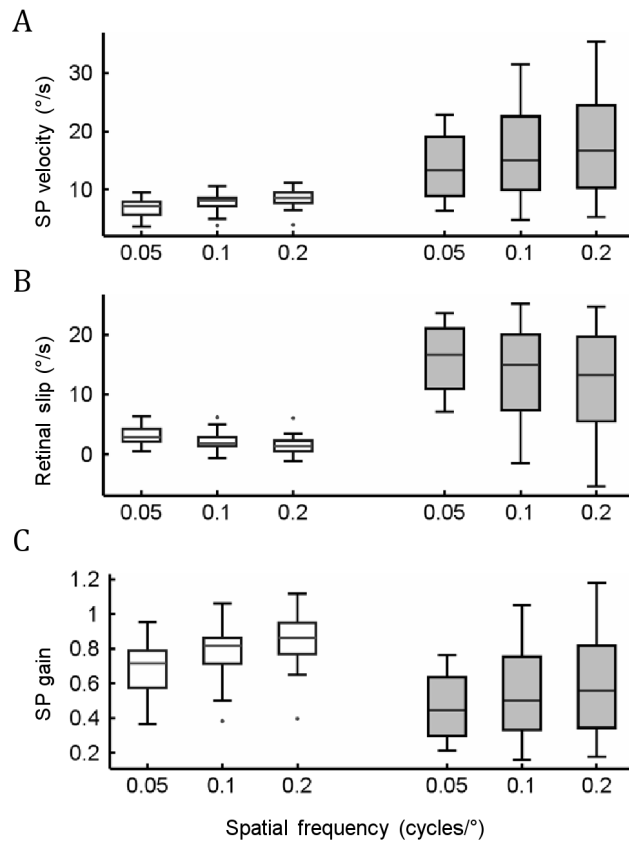 A
SP velocity (°/s)
30
20
10
0.05 0.1 0.2 0.05 0.1 0.2
B
Retinal slip (°/s)
20
10
0
0.05 0.1 0.2 0.05 0.1 0.2
C
SP gain
1.2
1
0.8
0.6
0.4
0.2
0.05 0.1 0.2 0.05 0.1 0.2
Spatial frequency (cycles/°)